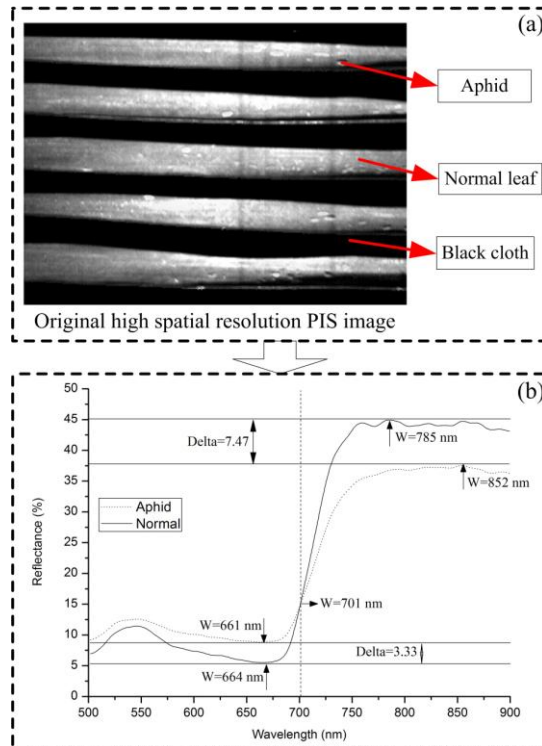 (a)
Aphid
Normal leaf
Black cloth
Original high spatial resolution PIS image
(b)
50
45
40
35
30
25
20
15
10
5
0
Reflectance (%)
Delta=7.47
W=785 nm
W=852 nm
Aphid
Normal
W=661 nm
W=701 nm
Delta=3.33
W=664 nm
500 550 600 650 700 750 800 850 900
Wavelength (nm)